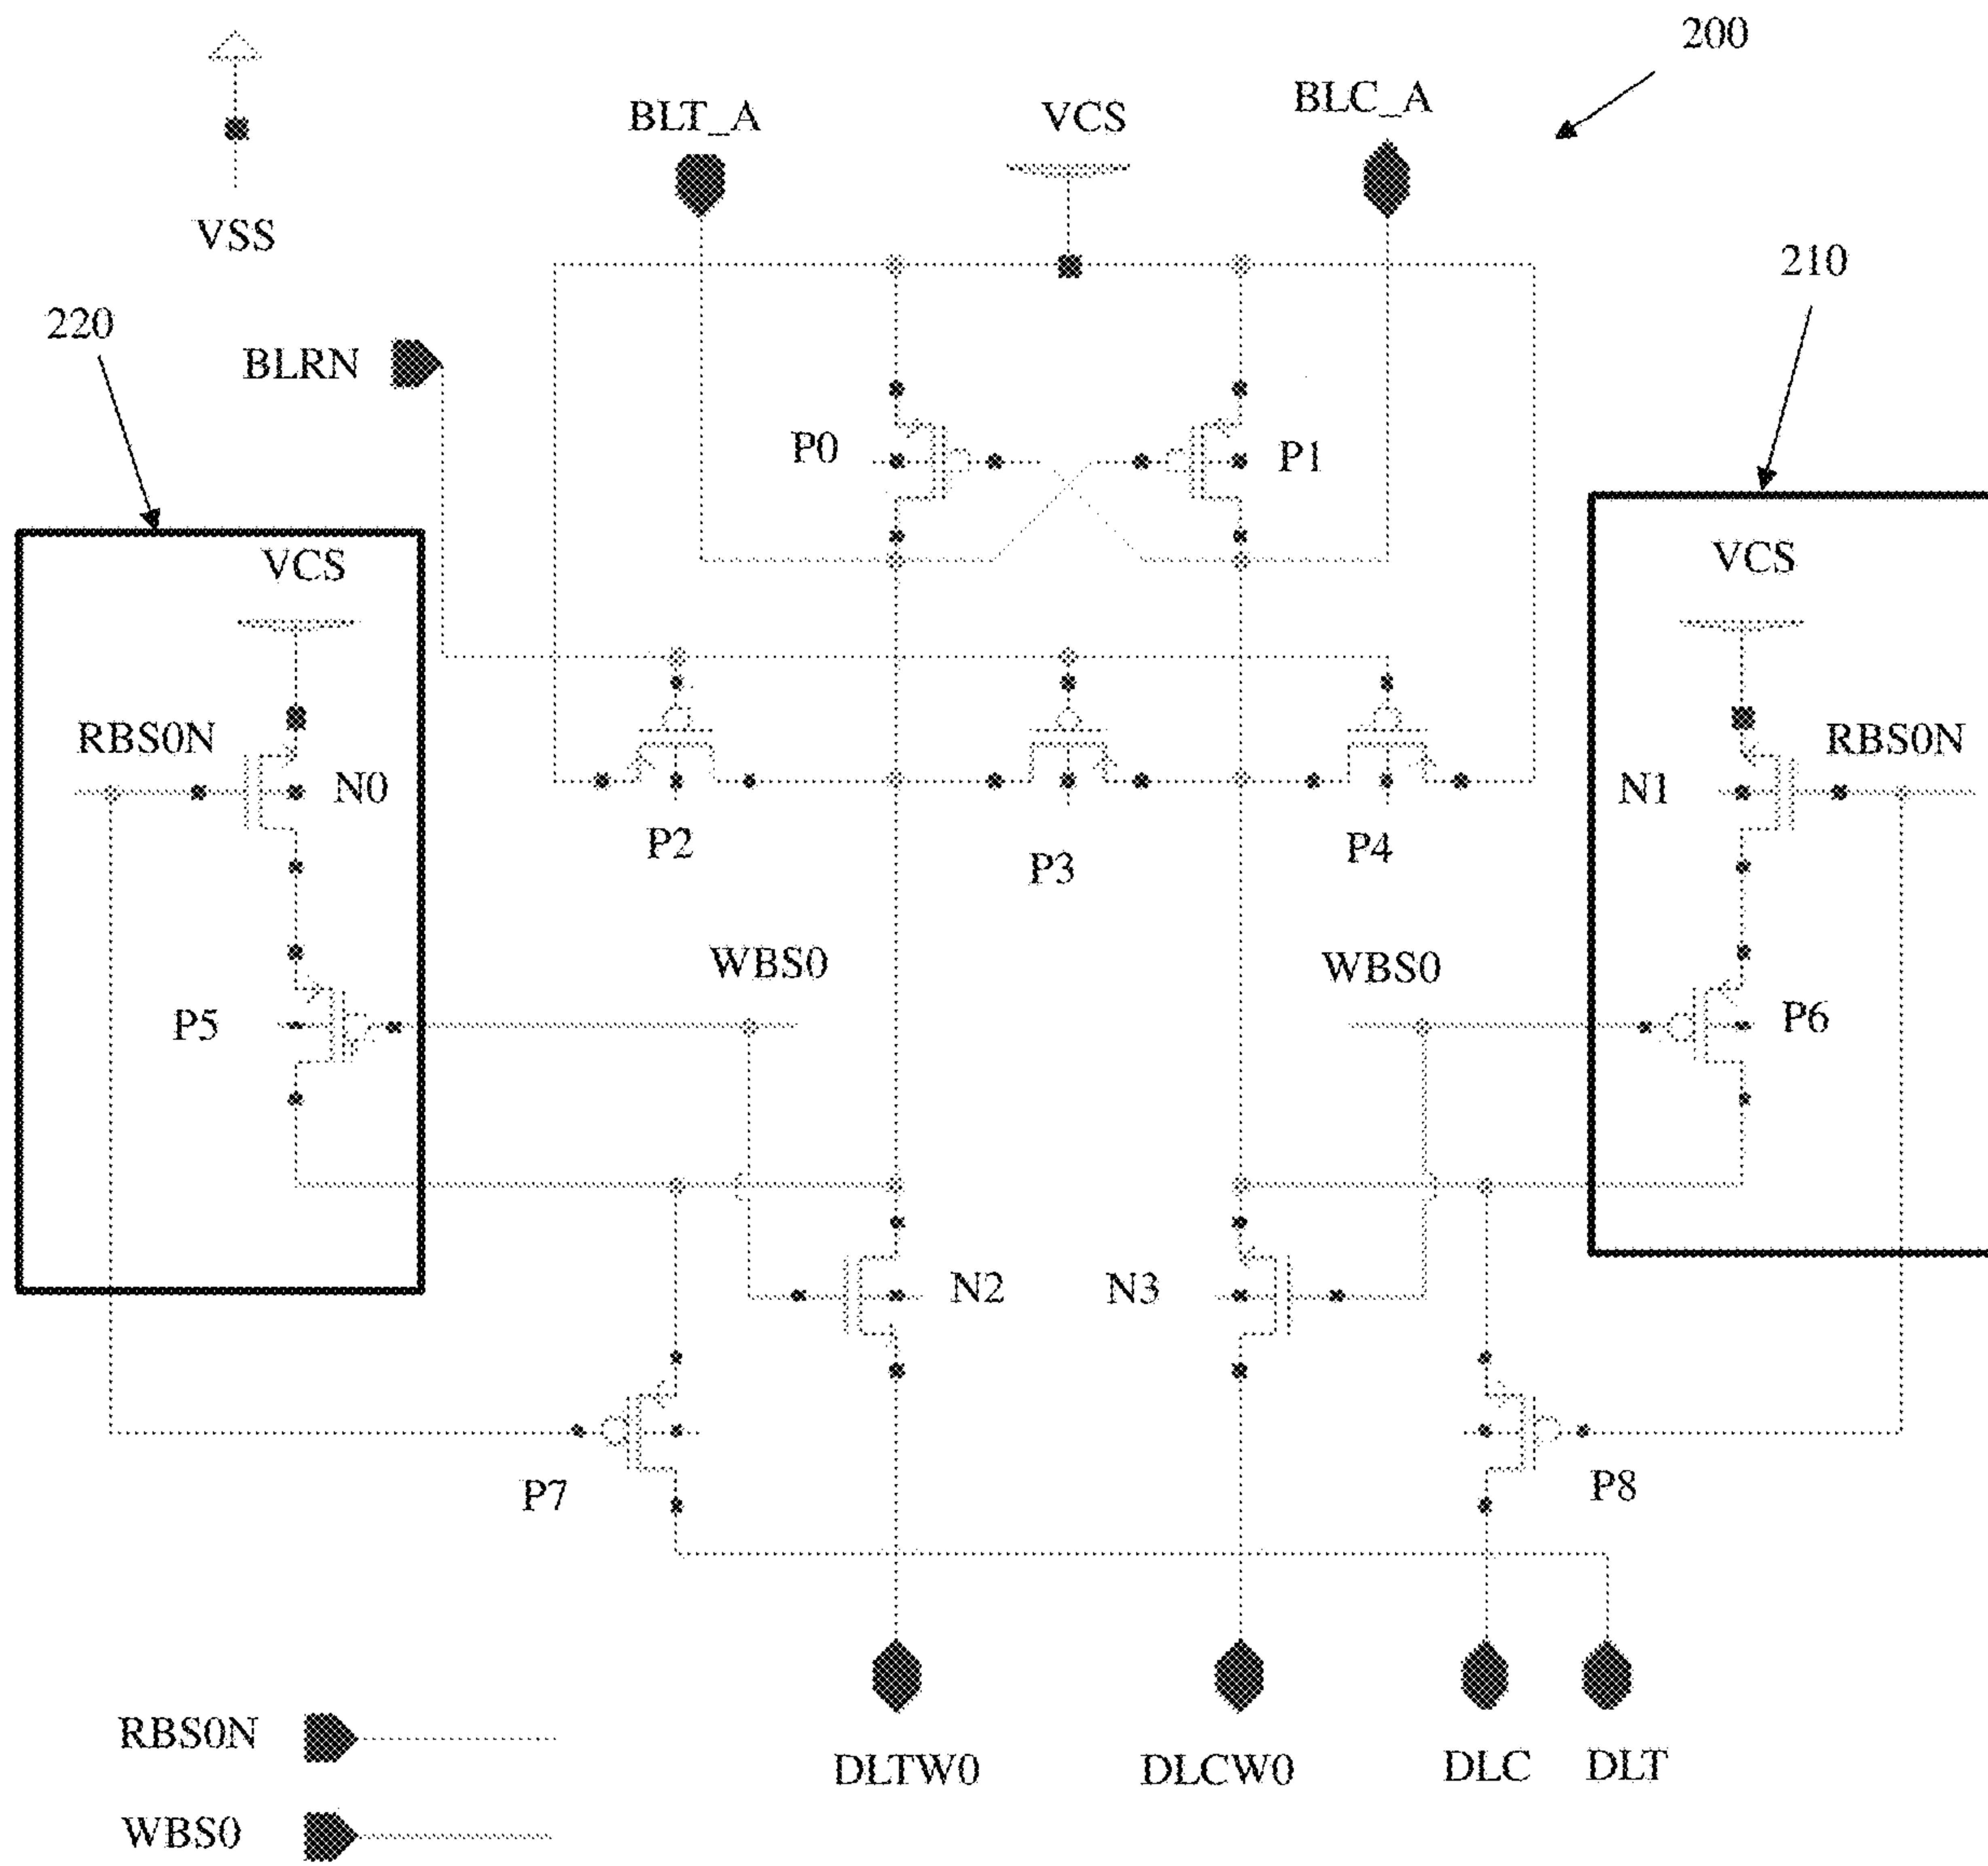 200
BLT_A
VCS
BLC_A
VSS
210
220
BLRN
P0
P1
VCS
VCS
RBS0N
N0
P2
P3
P4
N1
RBS0N
WBS0
WBS0
P5
P6
N2
N3
P7
P8
RBS0N
WBS0
DLTW0
DLCW0
DLC
DLT